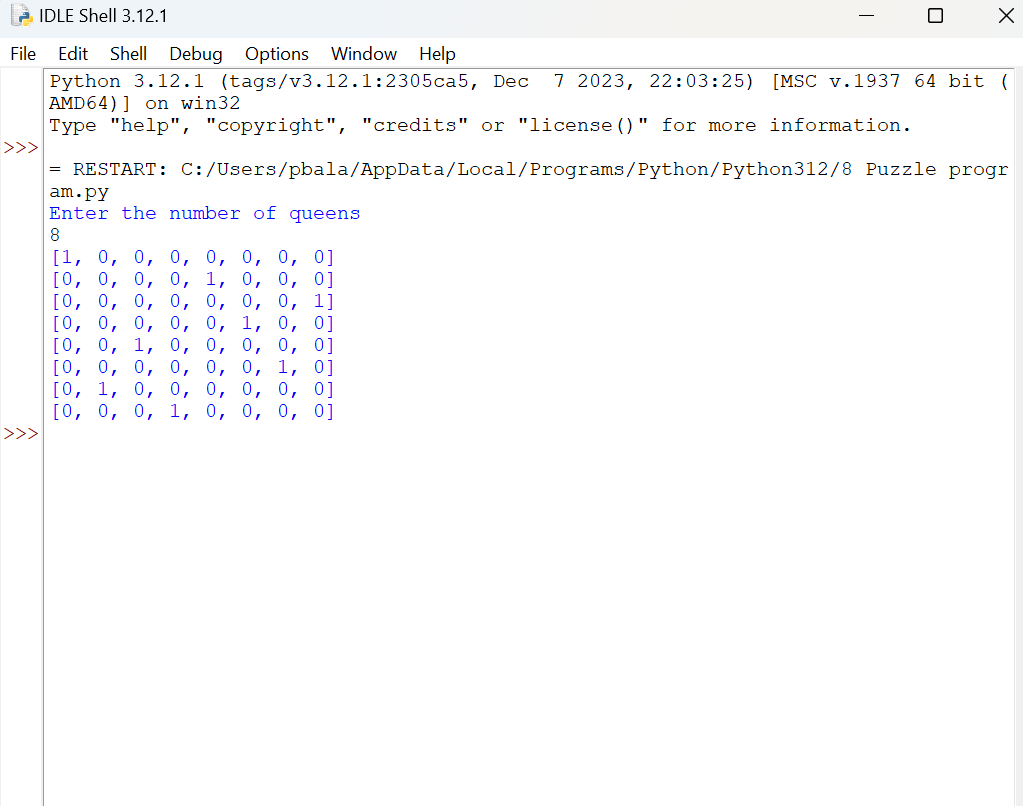 IDLE Shell 3.12.1
File Edit Shell Debug Options Window Help
Python 3.12.1 (tags/v3.12.1:2305ca5, Dec  7 2023, 22:03:25) [MSC v.1937 64 bit (
AMD64)] on win32
Type "help", "copyright", "credits" or "license()" for more information.
>>>
= RESTART: C:/Users/pbala/AppData/Local/Programs/Python/Python312/8 Puzzle progr
am.py
Enter the number of queens
8
[1, 0, 0, 0, 0, 0, 0, 0]
[0, 0, 0, 0, 1, 0, 0, 0]
[0, 0, 0, 0, 0, 0, 0, 1]
[0, 0, 0, 0, 0, 1, 0, 0]
[0, 0, 1, 0, 0, 0, 0, 0]
[0, 0, 0, 0, 0, 0, 1, 0]
[0, 1, 0, 0, 0, 0, 0, 0]
[0, 0, 0, 1, 0, 0, 0, 0]
>>>